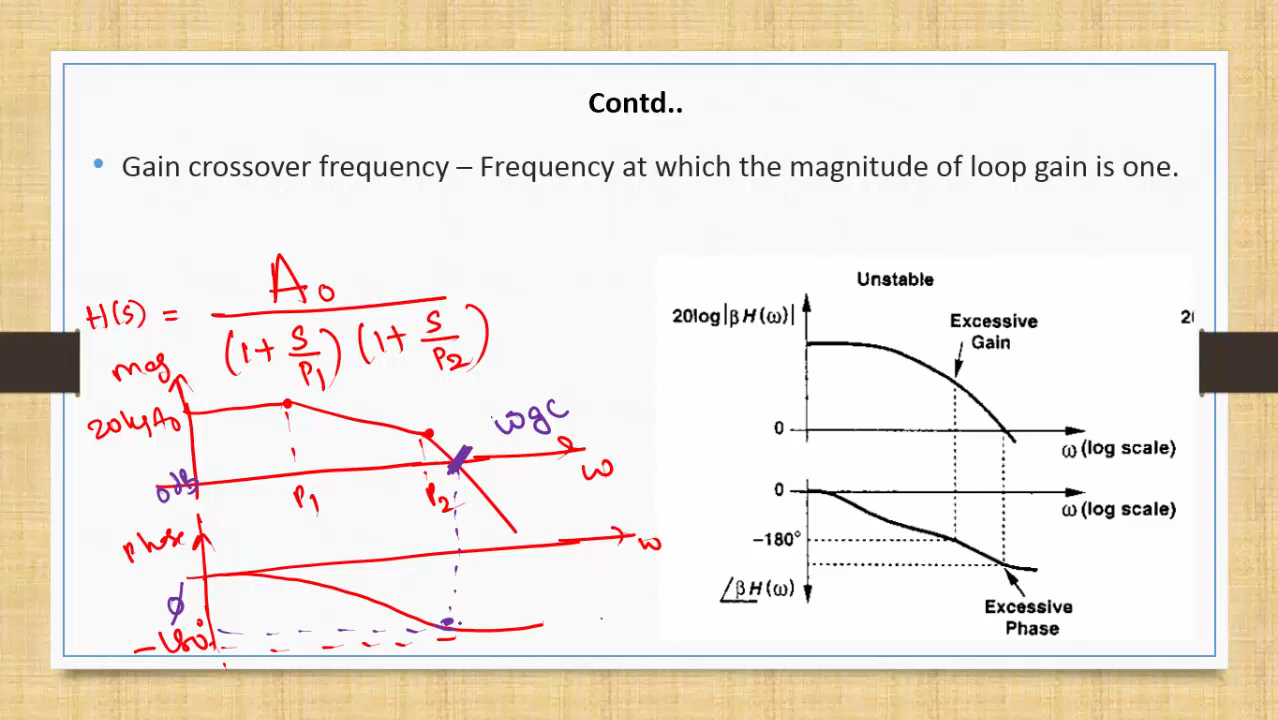 Contd..
• Gain crossover frequency – Frequency at which the magnitude of loop gain is one.
H(s) = A0 / (1 + s/P1) (1 + s/P2)
mag
20logA0
0dB
ωgc
P1
P2
ω
phase
ω
ϕ
-180°
Unstable
20log|βH(ω)|
Excessive
Gain
0
ω (log scale)
0
ω (log scale)
−180°
∠βH(ω)
Excessive
Phase